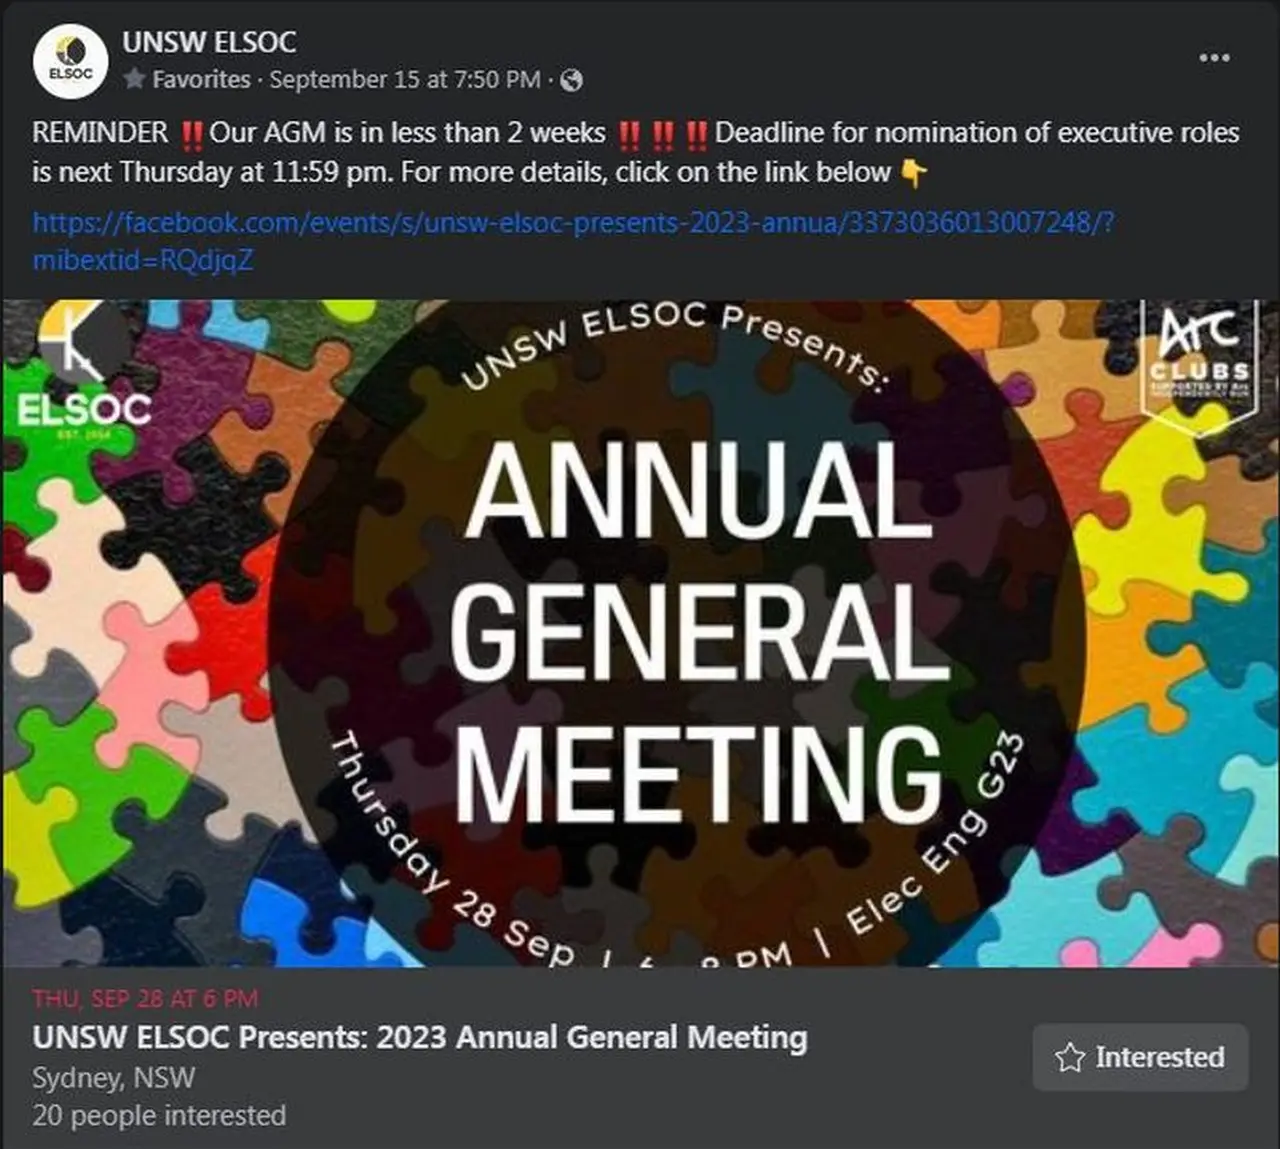 UNSW ELSOC
Favorites · September 15 at 7:50 PM ·
ELSOC
REMINDER ‼️Our AGM is in less than 2 weeks ‼️ ‼️ ‼️Deadline for nomination of executive roles
is next Thursday at 11:59 pm. For more details, click on the link below 👇
https://facebook.com/events/s/unsw-elsoc-presents-2023-annua/3373036013007248/?
mibextid=RQdjqZ
ELSOC
UNSW ELSOC Presents:
Arc
CLUBS
SUPPORTED BY Arc
ANNUAL
GENERAL
MEETING
Thursday 28 Sep | 6 - 8 PM | Elec Eng G23
THU, SEP 28 AT 6 PM
UNSW ELSOC Presents: 2023 Annual General Meeting
Sydney, NSW
20 people interested
Interested